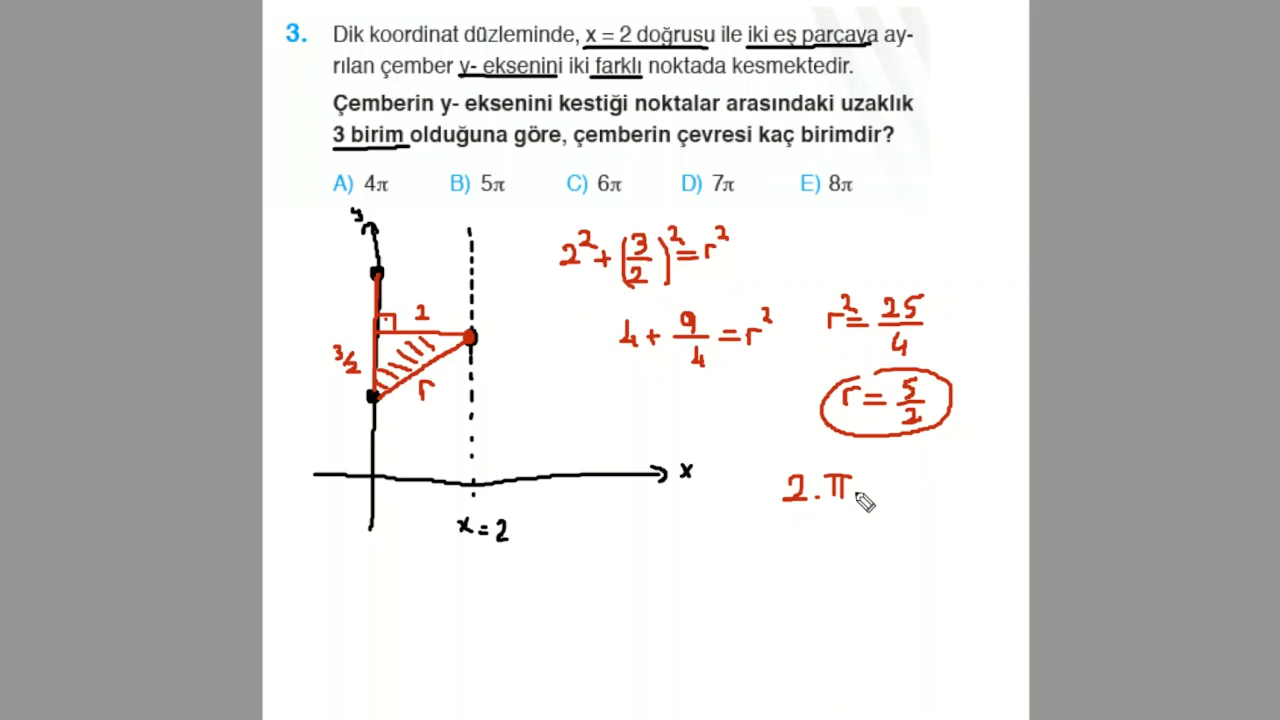 3. Dik koordinat düzleminde, x = 2 doğrusu ile iki eş parçaya ay-
rılan çember y- eksenini iki farklı noktada kesmektedir.
Çemberin y- eksenini kestiği noktalar arasındaki uzaklık
3 birim olduğuna göre, çemberin çevresi kaç birimdir?
A) 4π B) 5π C) 6π D) 7π E) 8π
y
2² + (3/2)² = r²
2
4 + 9/4 = r²
r² = 25/4
3/2
r
r = 5/2
x
2.π
x = 2